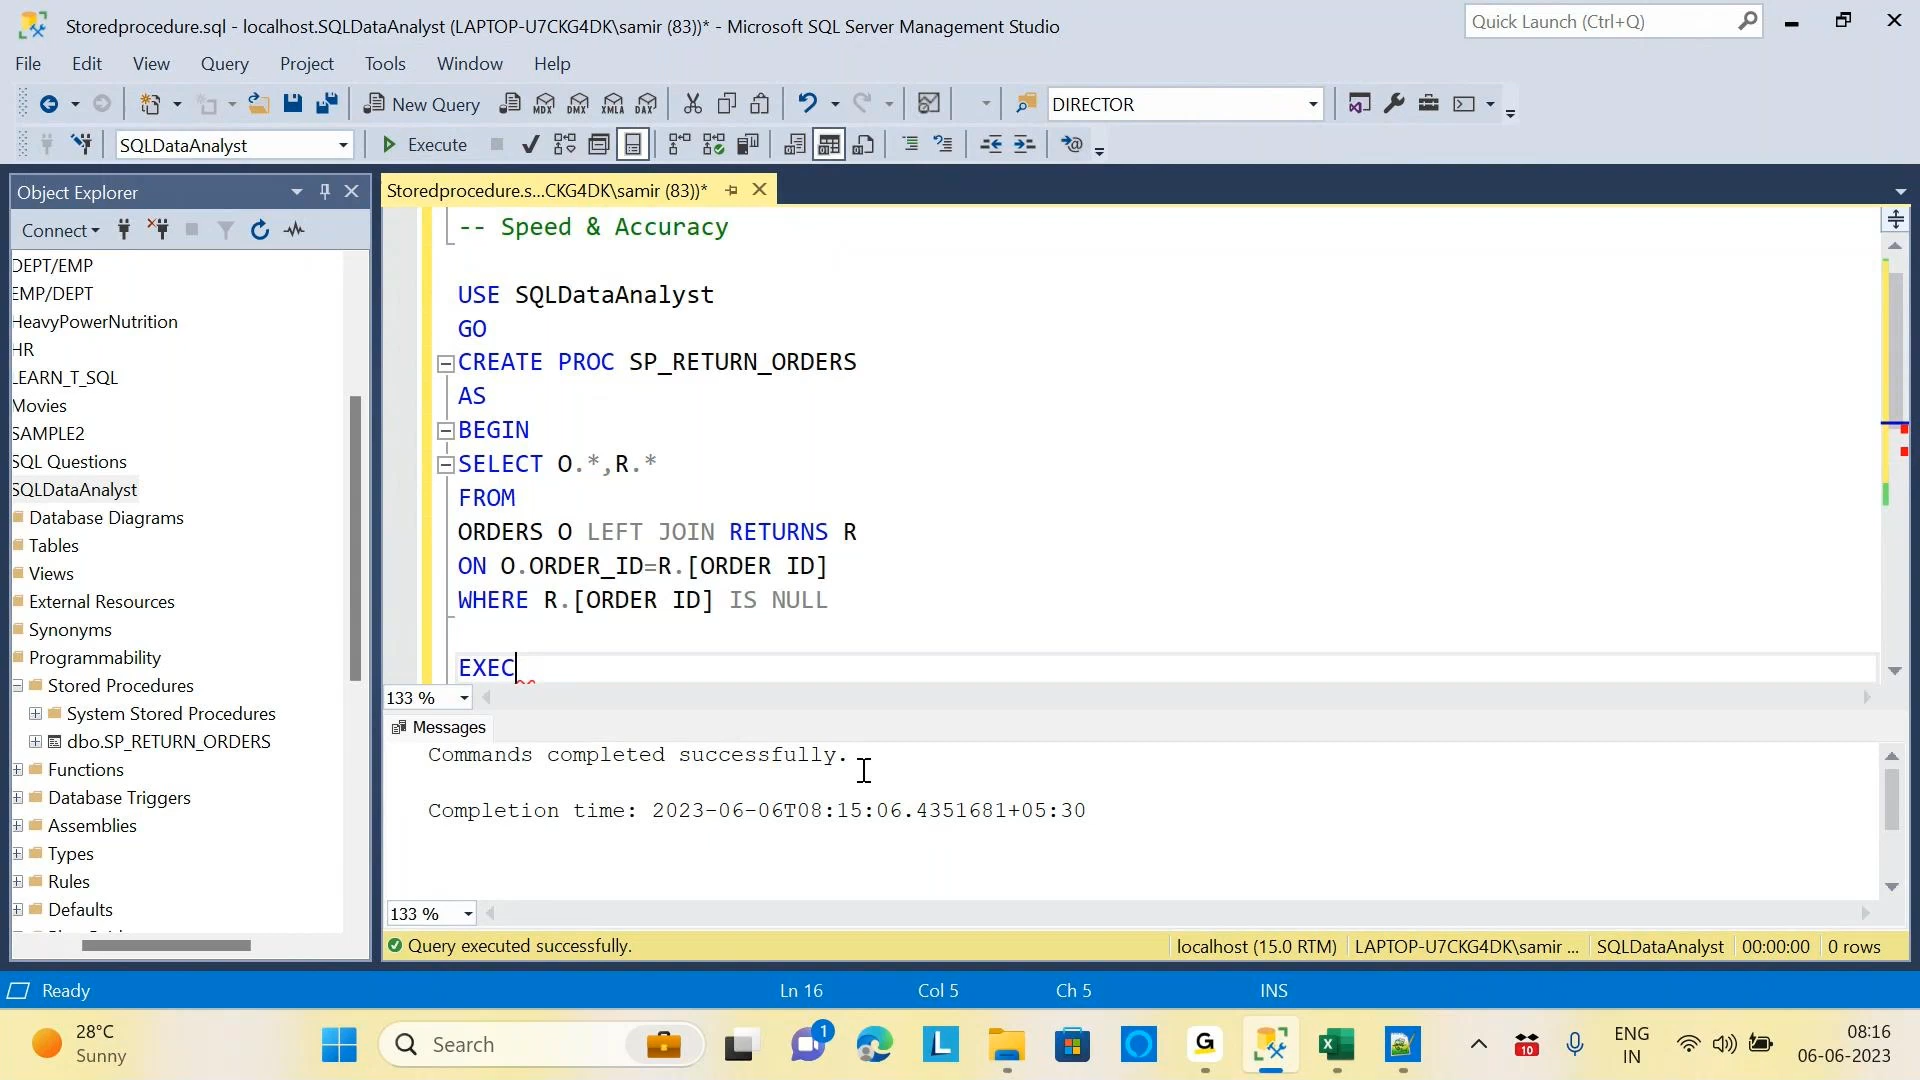 Storedprocedure.sql - localhost.SQLDataAnalyst (LAPTOP-U7CKG4DK\samir (83))* - Microsoft SQL Server Management Studio
Quick Launch (Ctrl+Q)
File Edit View Query Project Tools Window Help
New Query
MDX DMX XMLA DAX
DIRECTOR
SQLDataAnalyst
Execute
Object Explorer
Connect
DEPT/EMP
EMP/DEPT
HeavyPowerNutrition
HR
LEARN_T_SQL
Movies
SAMPLE2
SQL Questions
SQLDataAnalyst
Database Diagrams
Tables
Views
External Resources
Synonyms
Programmability
Stored Procedures
System Stored Procedures
dbo.SP_RETURN_ORDERS
Functions
Database Triggers
Assemblies
Types
Rules
Defaults
Storedprocedure.s...CKG4DK\samir (83))*
-- Speed & Accuracy
USE SQLDataAnalyst
GO
CREATE PROC SP_RETURN_ORDERS
AS
BEGIN
SELECT O.*,R.*
FROM
ORDERS O LEFT JOIN RETURNS R
ON O.ORDER_ID=R.[ORDER ID]
WHERE R.[ORDER ID] IS NULL
EXEC
133 %
Messages
Commands completed successfully.
Completion time: 2023-06-06T08:15:06.4351681+05:30
133 %
Query executed successfully.
localhost (15.0 RTM) LAPTOP-U7CKG4DK\samir ... SQLDataAnalyst 00:00:00 0 rows
Ready
Ln 16 Col 5 Ch 5 INS
28°C
Sunny
Search
1
L
G
10
ENG
IN
08:16
06-06-2023